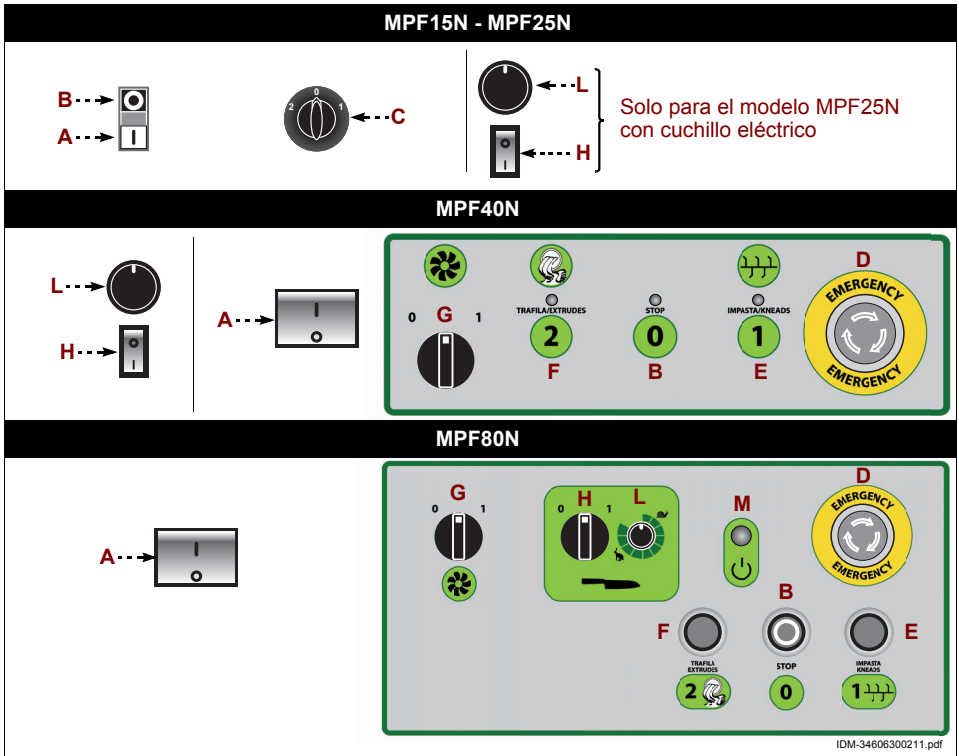 MPF15N - MPF25N
B
A
0
2 1
C
L
H
Solo para el modelo MPF25N
con cuchillo eléctrico
MPF40N
L
H
A
0 G 1
TRAFILA/EXTRUDES
2
F
STOP
0
B
IMPASTA/KNEADS
1
E
D
EMERGENCY
EMERGENCY
MPF80N
A
G
0 1
H L
0 1
M
D
EMERGENCY
EMERGENCY
B
F
E
TRAFILA
EXTRUDES
2
STOP
0
IMPASTA
KNEADS
1
IDM-34606300211.pdf